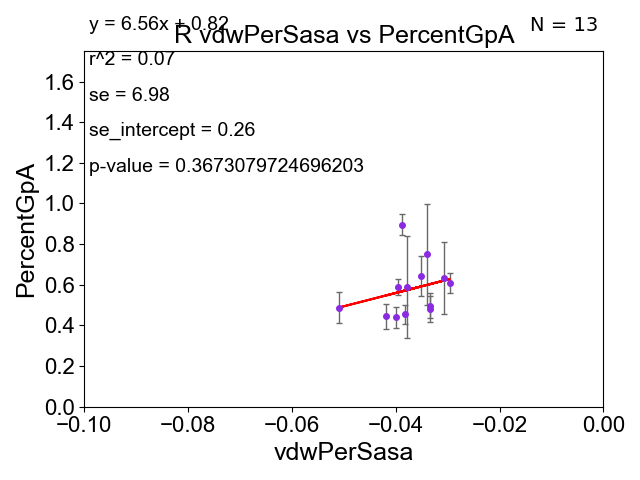 y = 6.56x + 0.82
N = 13
R vdwPerSasa vs PercentGpA
r^2 = 0.07
se = 6.98
se_intercept = 0.26
p-value = 0.3673079724696203
PercentGpA
1.6
1.4
1.2
1.0
0.8
0.6
0.4
0.2
0.0
−0.10 −0.08 −0.06 −0.04 −0.02 0.00
vdwPerSasa